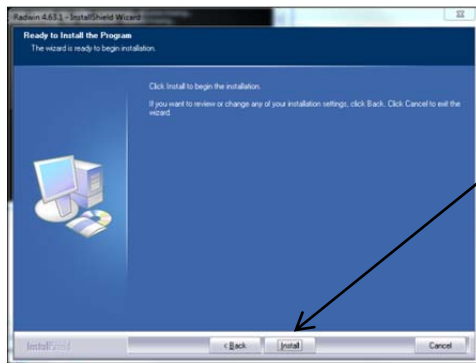 Radwin 4.63.1 - InstallShield Wizard
Ready to Install the Program
The wizard is ready to begin installation.
Click Install to begin the installation.
If you want to review or change any of your installation settings, click Back. Click Cancel to exit the
wizard.
InstallShield
< Back
Install
Cancel